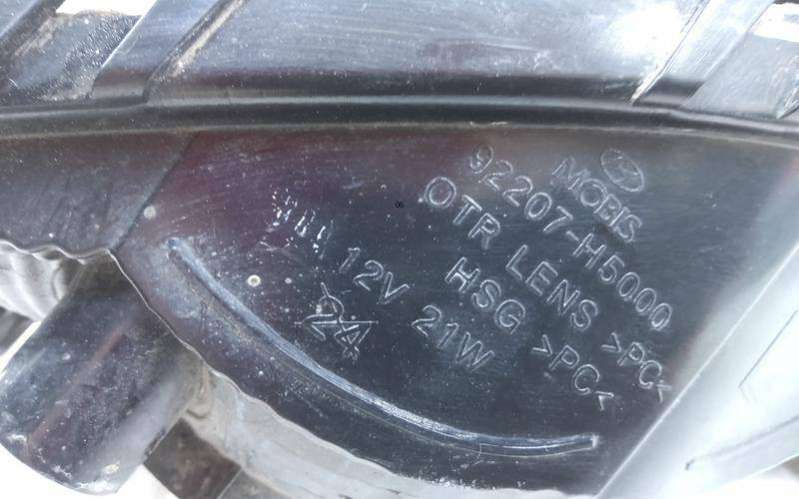 MOBIS
92207-H5000
OTR LENS >PC<
HSG >PC<
12V 21W
24